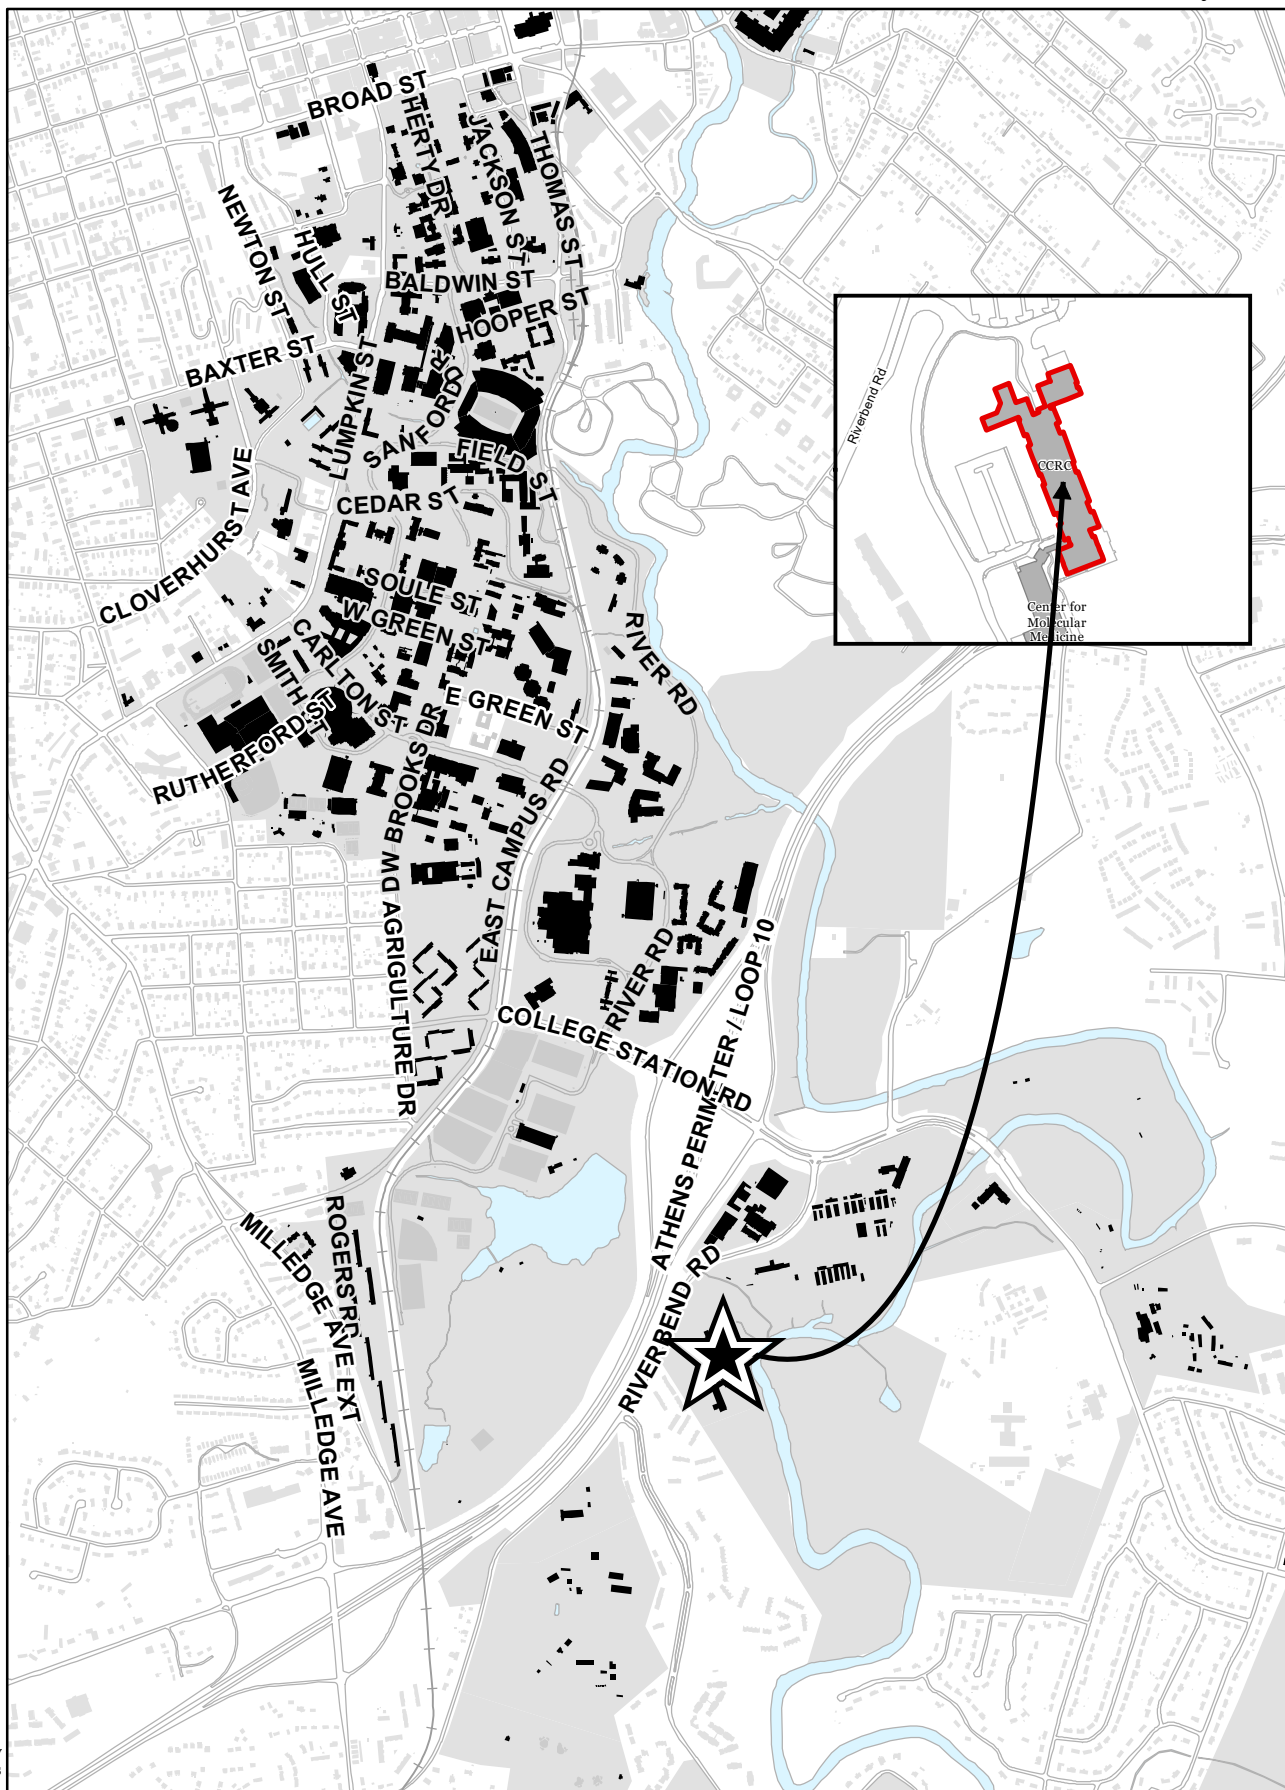 BROAD ST
HERTY DR
JACKSON ST
THOMAS ST
NEWTON ST
HULL ST
BALDWIN ST
HOOPER ST
BAXTER ST
LUMPKIN ST
SANFORD DR
FIELD ST
CEDAR ST
CLOVERHURST AVE
SOULE ST
W GREEN ST
CARLTON ST
SMITH ST
E GREEN ST
RIVER RD
RUTHERFORD ST
DW BROOKS DR
EAST CAMPUS RD
AGRIGULTURE DR
RIVER RD
COLLEGE STATION RD
ATHENS PERIMETER / LOOP 10
RIVERBEND RD
ROGERS RD
MILLEDGE AVE EXT
MILLEDGE AVE
Riverbend Rd
CCRC
Center for
Molecular
Medicine